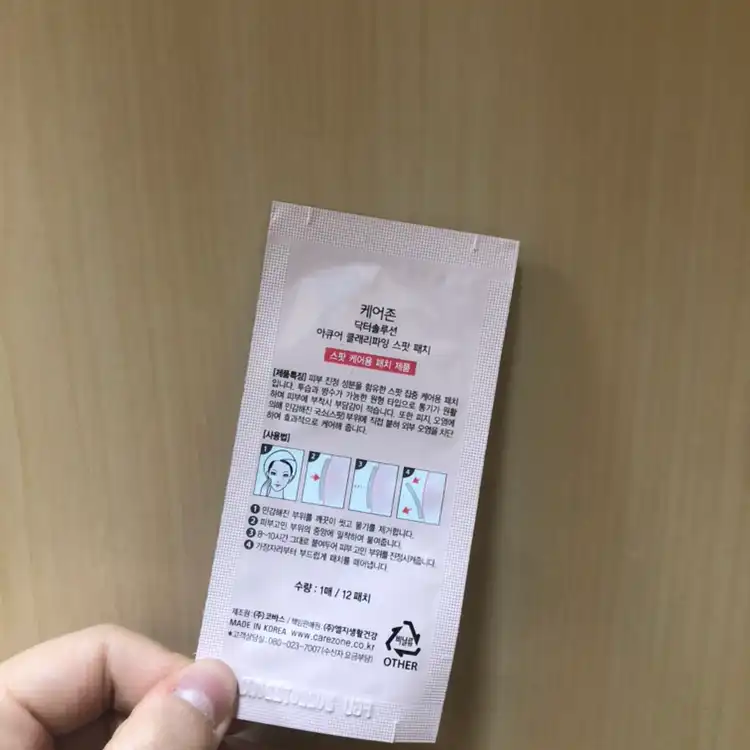 케어존
닥터솔루션
아큐어 클래리파잉 스팟 패치
스팟 케어용 패치 제품
[제품특징] 피부 진정 성분을 함유한 스팟 집중 케어용 패치
입니다. 투습과 방수가 가능한 원형 타입으로 통기가 원활
하며 피부에 부착시 부담감이 적습니다. 또한 피지, 오염에
의해 민감해진 국소(스팟) 부위에 직접 붙혀 외부 오염을 차단
하여 효과적으로 케어해 줍니다.
[사용법]
1 2 3 4
1 민감해진 부위를 깨끗이 씻고 물기를 제거합니다.
2 피부고민 부위의 중앙에 밀착하여 붙여줍니다.
3 8~10시간 그대로 붙여두어 피부고민 부위를 진정시켜줍니다.
4 가장자리부터 부드럽게 패치를 떼어냅니다.
수량 : 1매 / 12패치
제조원 : (주)코바스 / 책임판매원 : (주)엘지생활건강
MADE IN KOREA www.carezone.co.kr
★고객상담실 : 080-023-7007(수신자 요금부담)
비닐류
OTHER